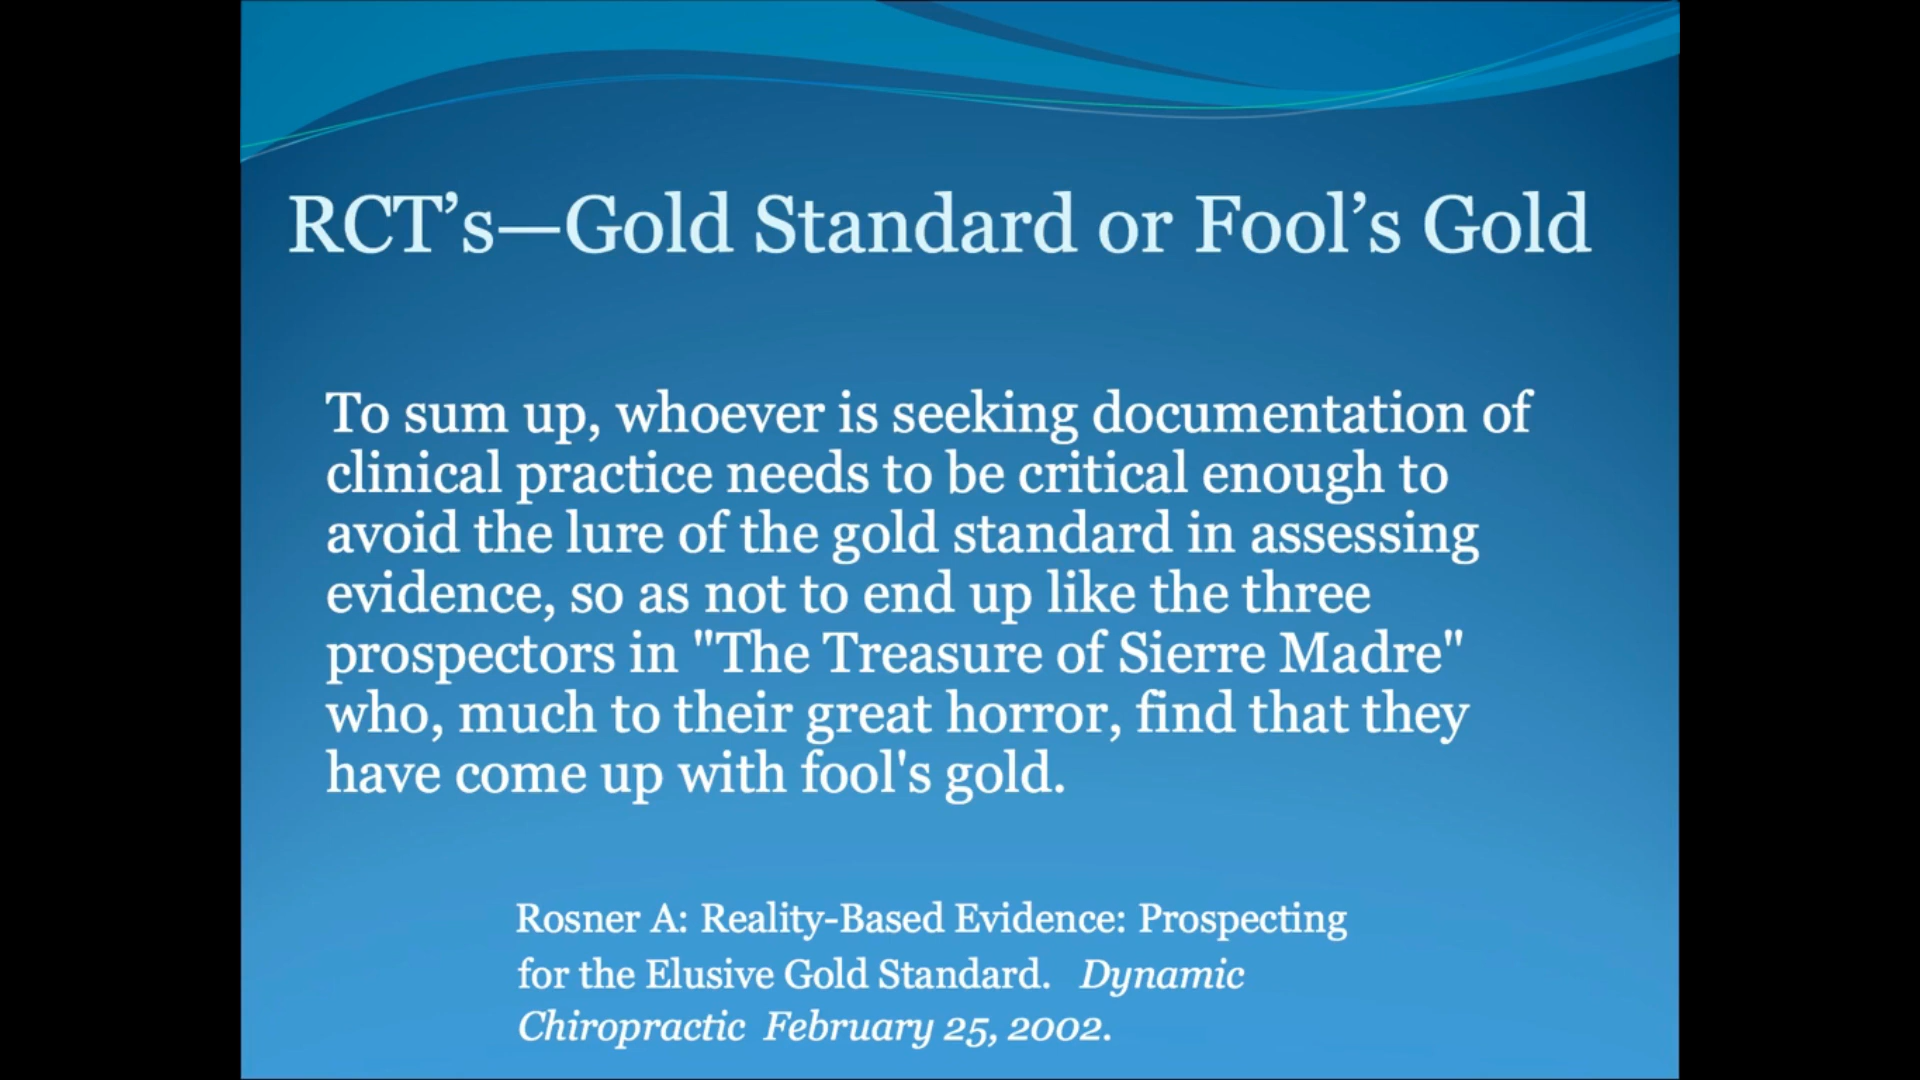 RCT’s—Gold Standard or Fool’s Gold
To sum up, whoever is seeking documentation of
clinical practice needs to be critical enough to
avoid the lure of the gold standard in assessing
evidence, so as not to end up like the three
prospectors in "The Treasure of Sierre Madre"
who, much to their great horror, find that they
have come up with fool's gold.
Rosner A: Reality-Based Evidence: Prospecting
for the Elusive Gold Standard. Dynamic
Chiropractic February 25, 2002.